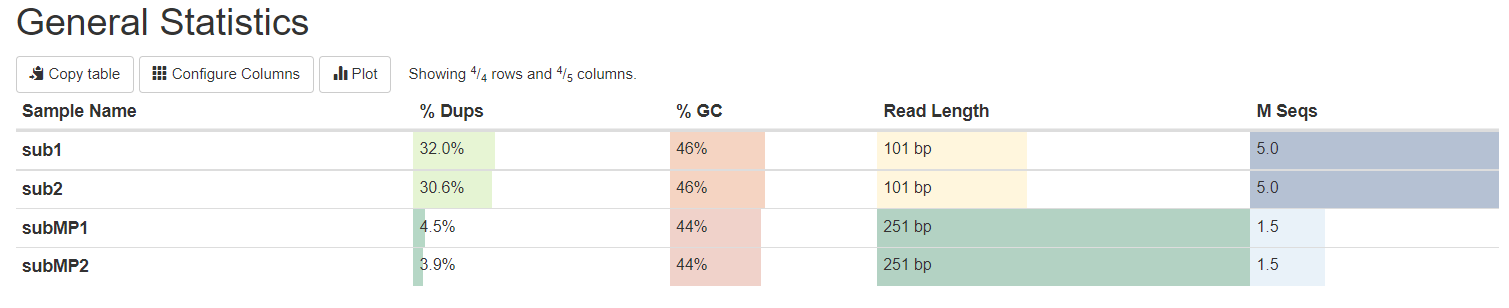 General Statistics
Copy table Configure Columns Plot Showing 4/4 rows and 4/5 columns.
Sample Name % Dups % GC Read Length M Seqs
sub1 32.0% 46% 101 bp 5.0
sub2 30.6% 46% 101 bp 5.0
subMP1 4.5% 44% 251 bp 1.5
subMP2 3.9% 44% 251 bp 1.5